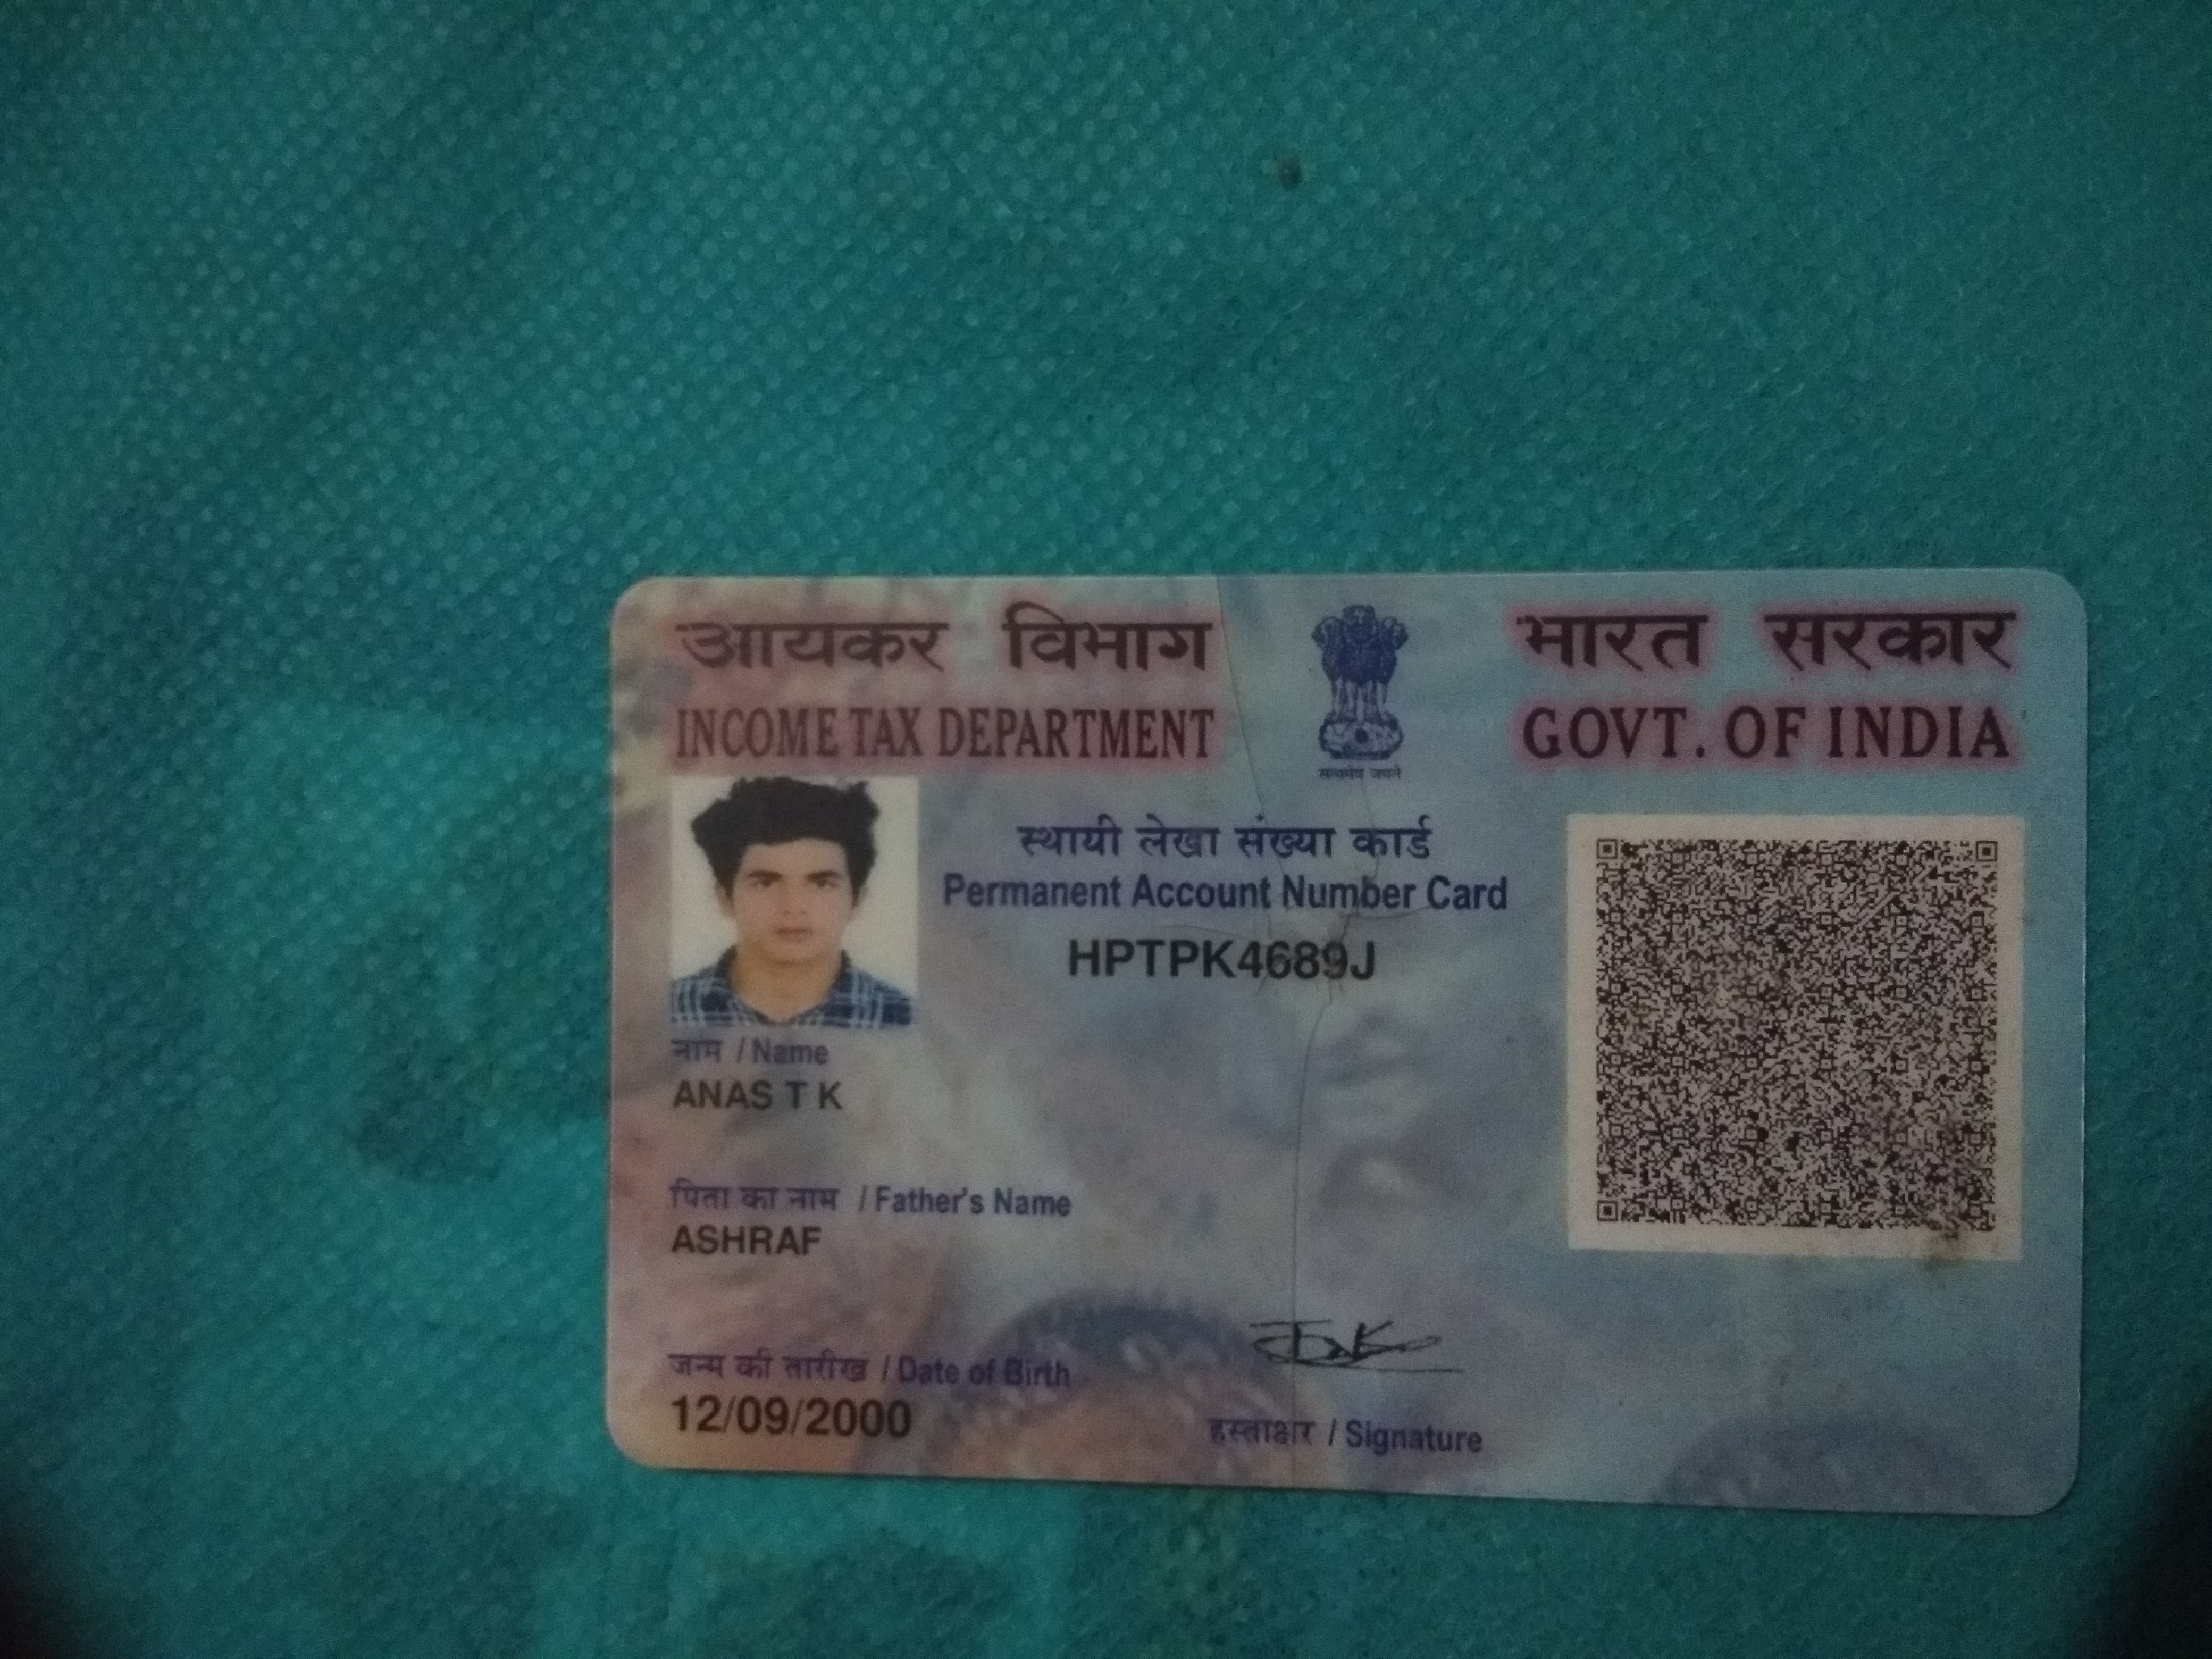 आयकर विभाग
INCOME TAX DEPARTMENT
सत्यमेव जयते
भारत सरकार
GOVT. OF INDIA
स्थायी लेखा संख्या कार्ड
Permanent Account Number Card
HPTPK4689J
नाम / Name
ANAS T K
पिता का नाम / Father's Name
ASHRAF
जन्म की तारीख / Date of Birth
12/09/2000
हस्ताक्षर / Signature